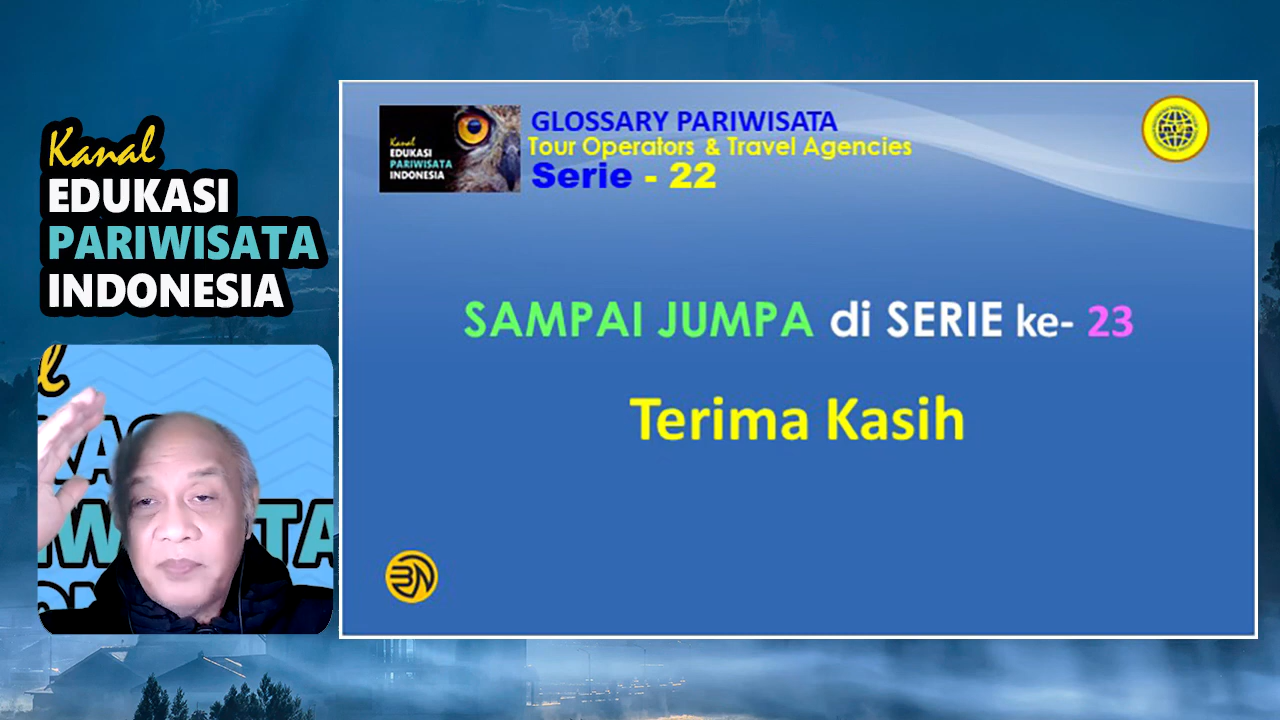 Kanal
EDUKASI
PARIWISATA
INDONESIA
Kanal
EDUKASI
PARIWISATA
INDONESIA
GLOSSARY PARIWISATA
Tour Operators & Travel Agencies
Serie - 22
SAMPAI JUMPA di SERIE ke- 23
Terima Kasih